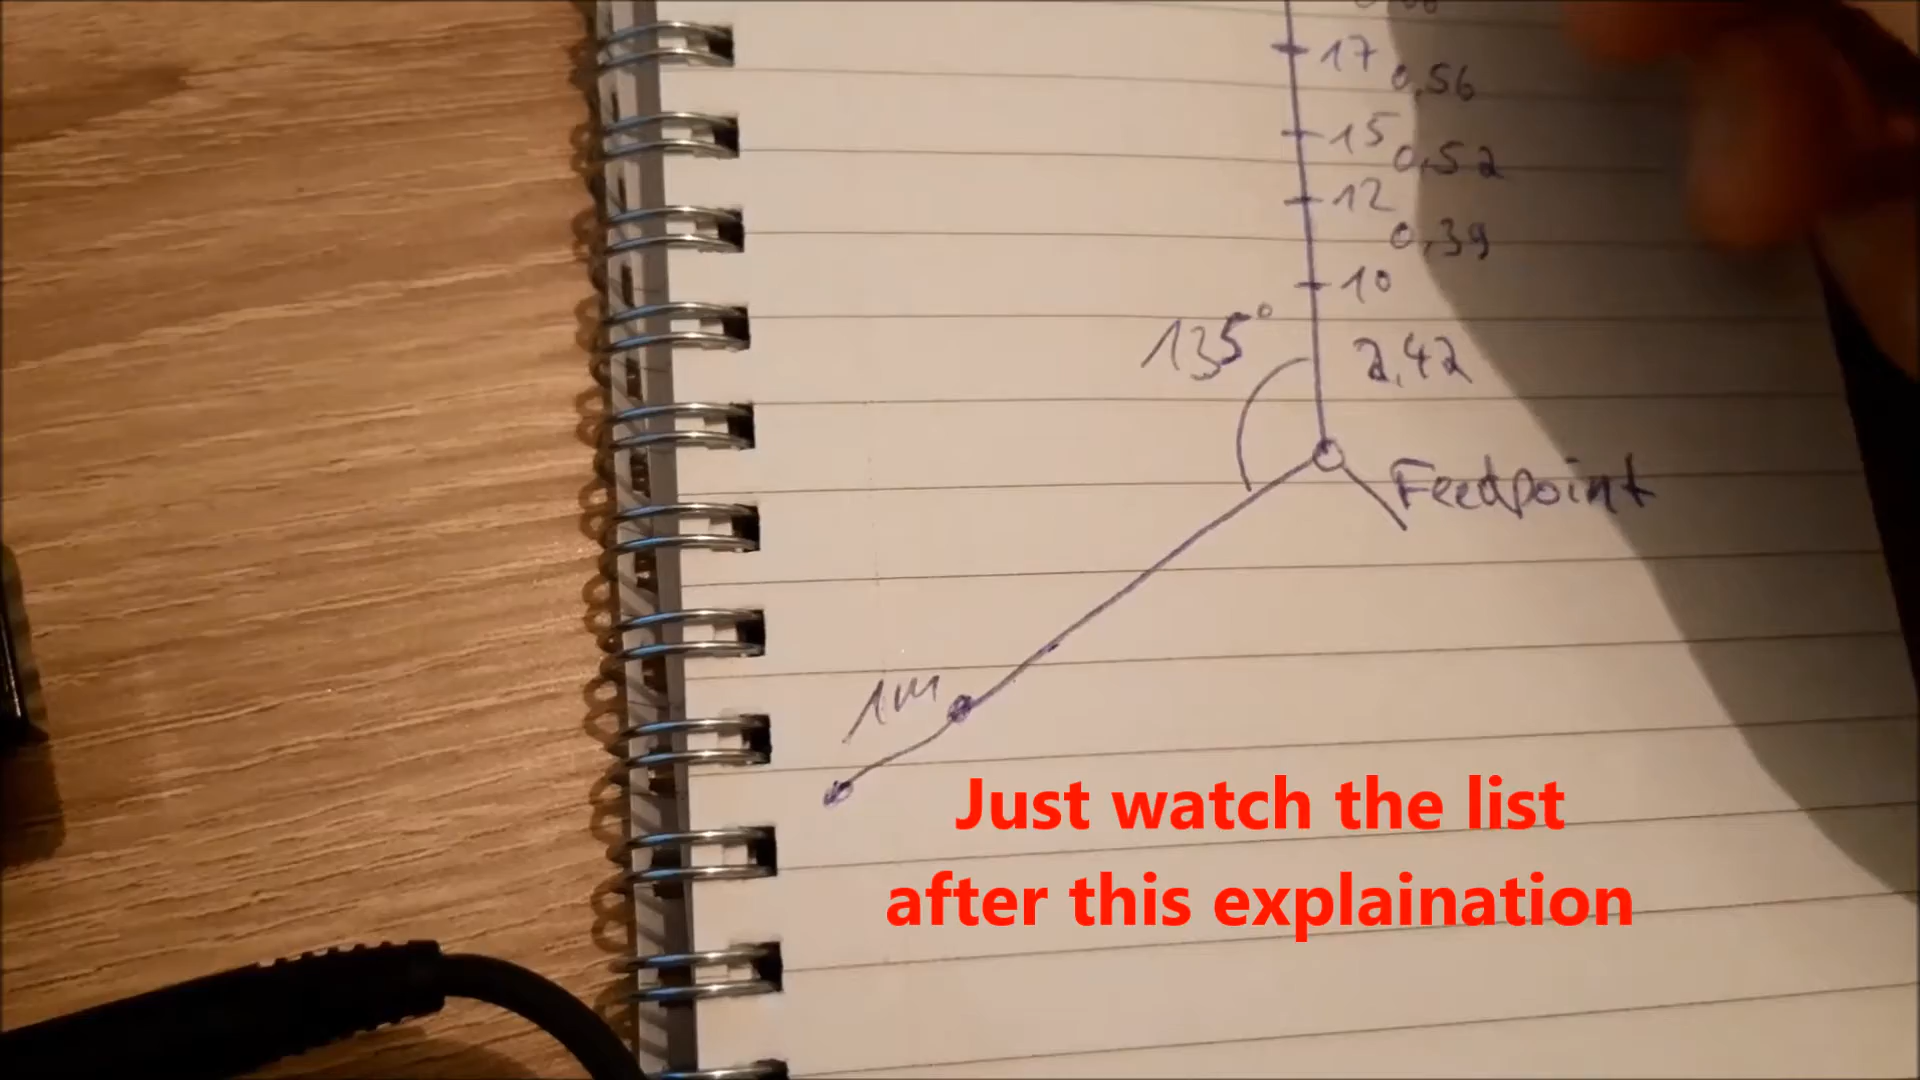 17
0,56
15
0,52
12
0,39
10
135°
2,42
Feedpoint
1m
Just watch the list
after this explaination